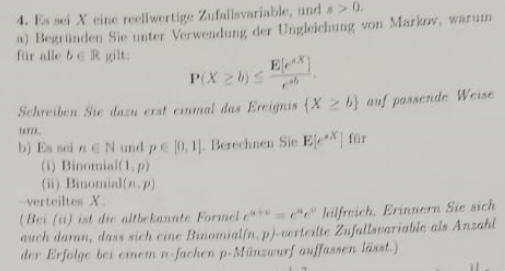 4. Es sei X eine reellwertige Zufallsvariable, und s > 0.
a) Begründen Sie unter Verwendung der Ungleichung von Markov, warum
für alle b ∈ ℝ gilt:
P(X ≥ b) ≤ E[e^{sX}] / e^{sb}.
Schreiben Sie dazu erst einmal das Ereignis {X ≥ b} auf passende Weise
um.
b) Es sei n ∈ ℕ und p ∈ [0, 1]. Berechnen Sie E[e^{sX}] für
(i) Binomial(1, p)
(ii) Binomial(n, p)
-verteiltes X.
(Bei (ii) ist die altbekannte Formel e^{u+v} = e^u e^v hilfreich. Erinnern Sie sich
auch daran, dass sich eine Binomial(n, p)-verteilte Zufallsvariable als Anzahl
der Erfolge bei einem n-fachen p-Münzwurf auffassen lässt.)